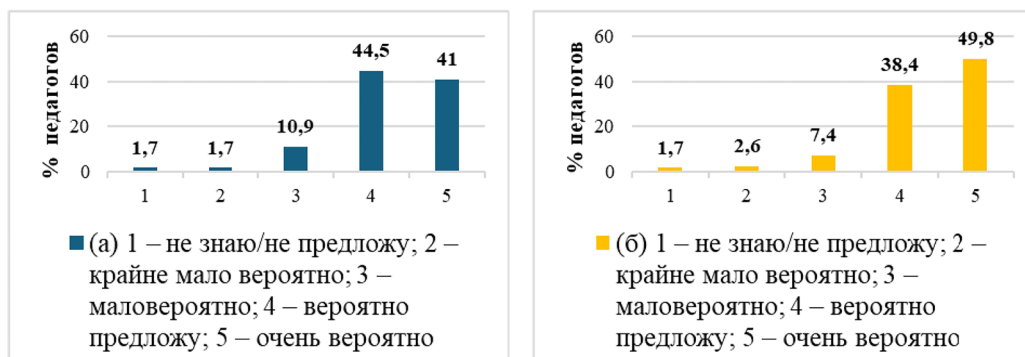 % педагогов
60
40
20
0
1,7
1,7
10,9
44,5
41
1 2 3 4 5
(а) 1 – не знаю/не предложу; 2 –
крайне мало вероятно; 3 –
маловероятно; 4 – вероятно
предложу; 5 – очень вероятно
% педагогов
60
40
20
0
1,7
2,6
7,4
38,4
49,8
1 2 3 4 5
(б) 1 – не знаю/не предложу; 2 –
крайне мало вероятно; 3 –
маловероятно; 4 – вероятно
предложу; 5 – очень вероятно